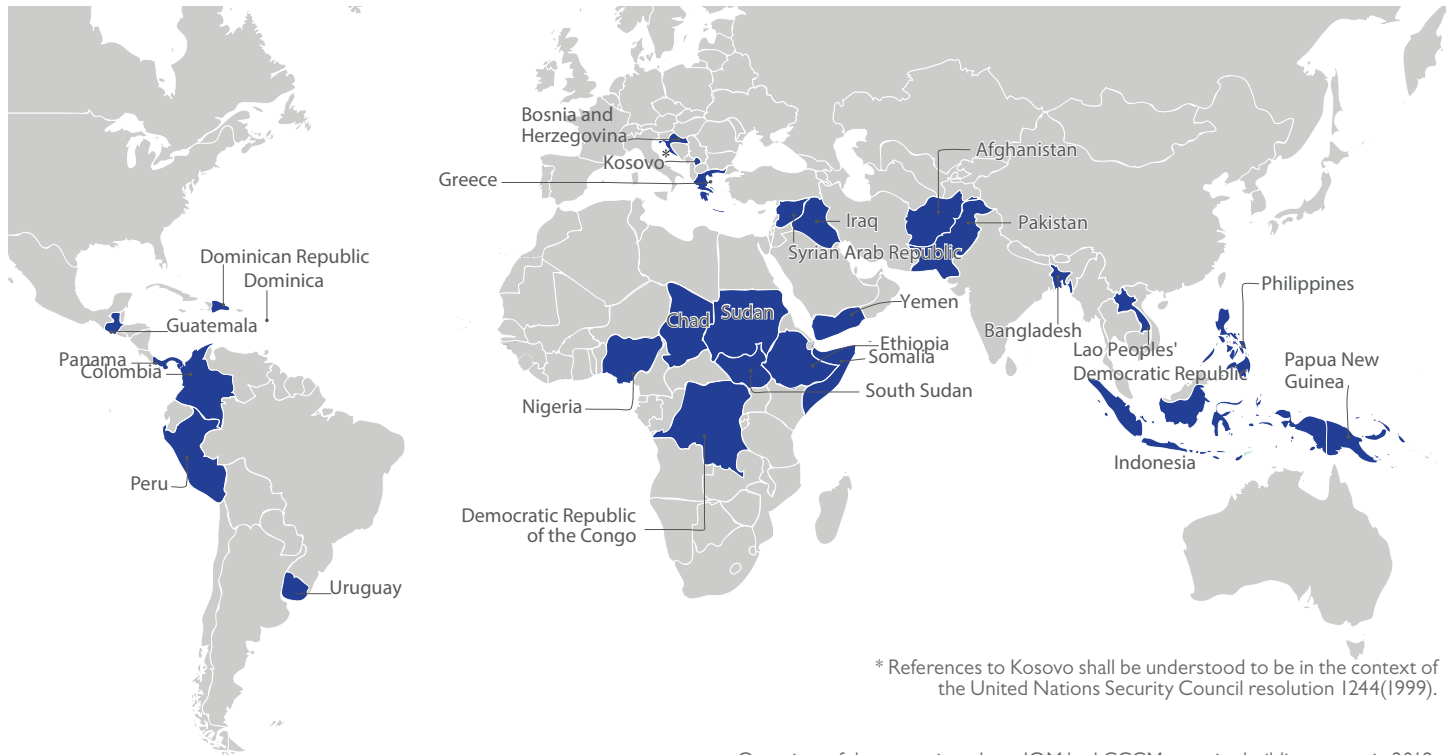 Bosnia and
Herzegovina
Kosovo*
Greece
Afghanistan
Iraq
Pakistan
Syrian Arab Republic
Dominican Republic
Dominica
Guatemala
Panama
Colombia
Peru
Uruguay
Chad
Sudan
Yemen
Ethiopia
Somalia
South Sudan
Nigeria
Democratic Republic
of the Congo
Bangladesh
Lao Peoples'
Democratic Republic
Philippines
Papua New
Guinea
Indonesia
* References to Kosovo shall be understood to be in the context of
the United Nations Security Council resolution 1244(1999).